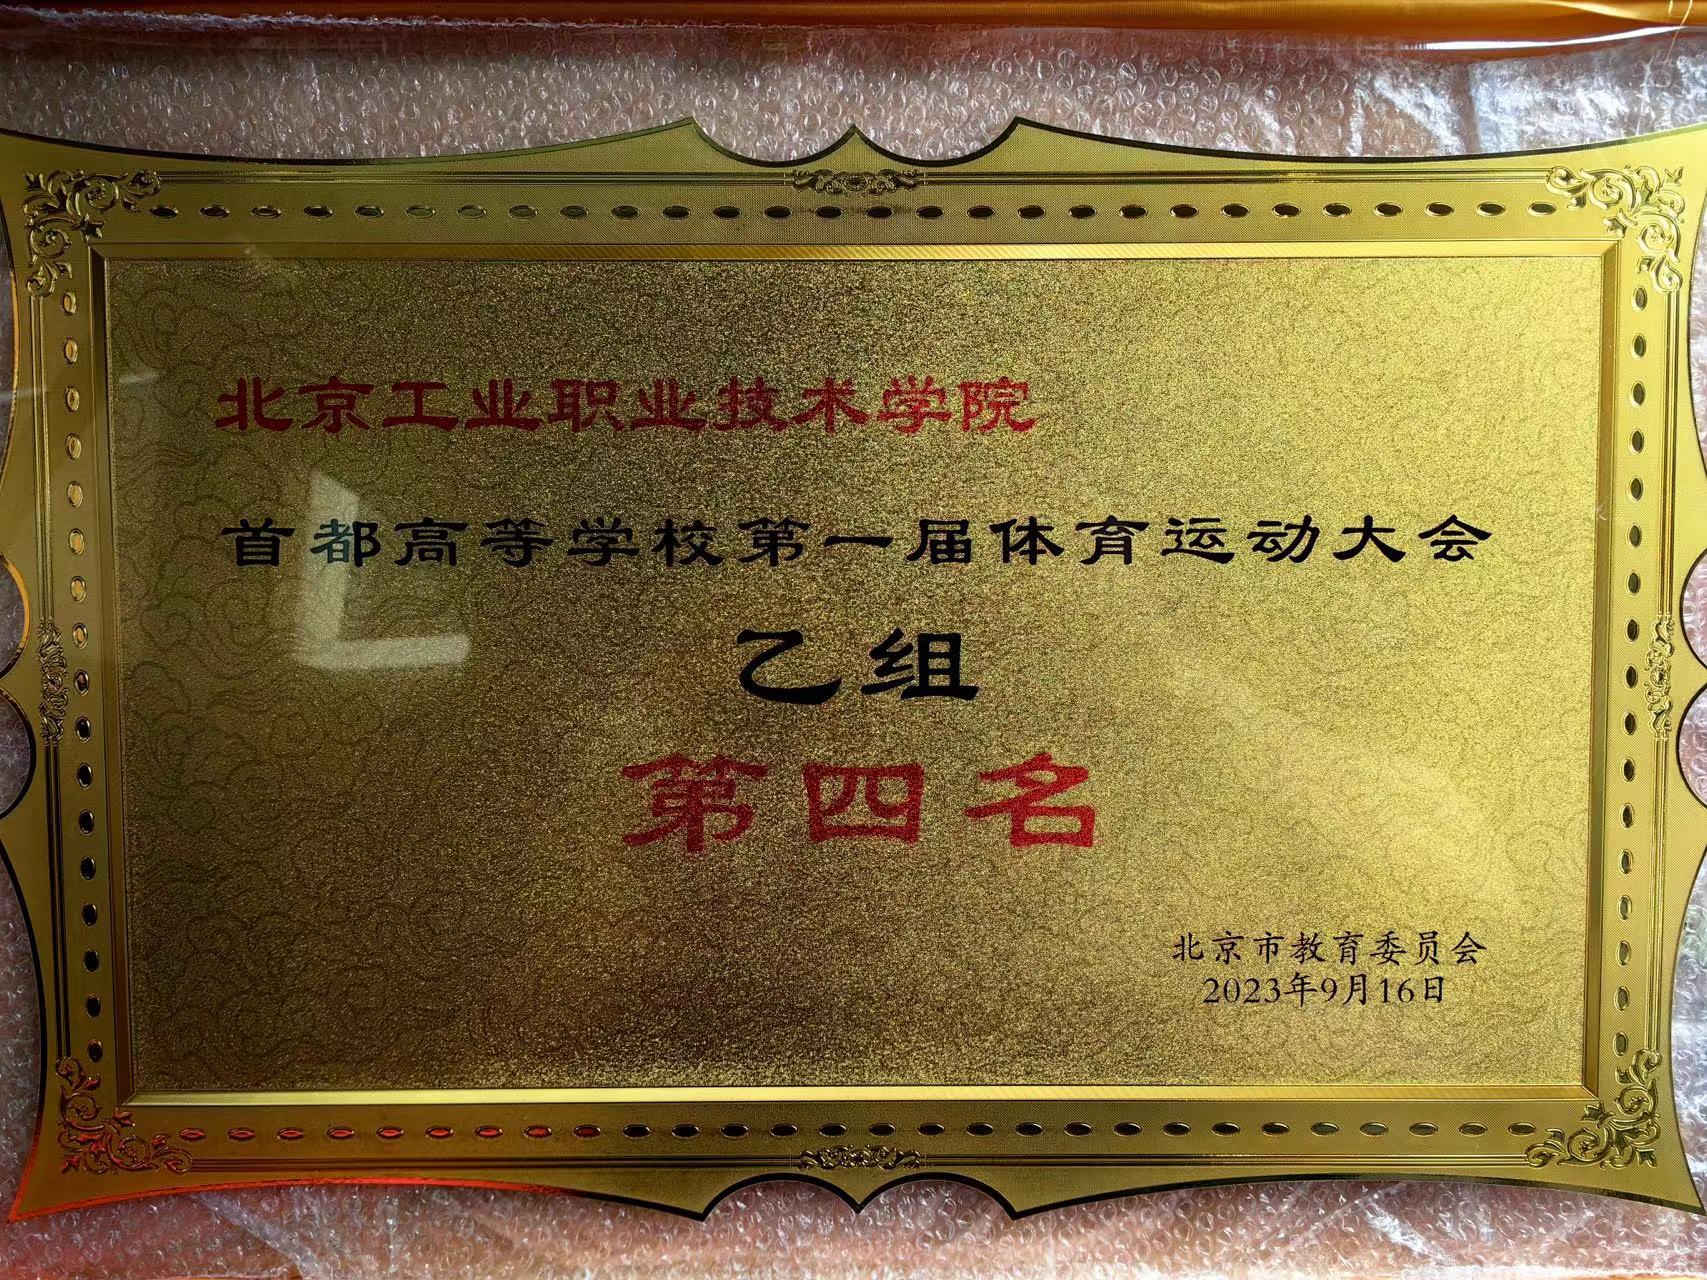 北京工业职业技术学院
首都高等学校第一届体育运动大会
乙组
第四名
北京市教育委员会
2023年9月16日